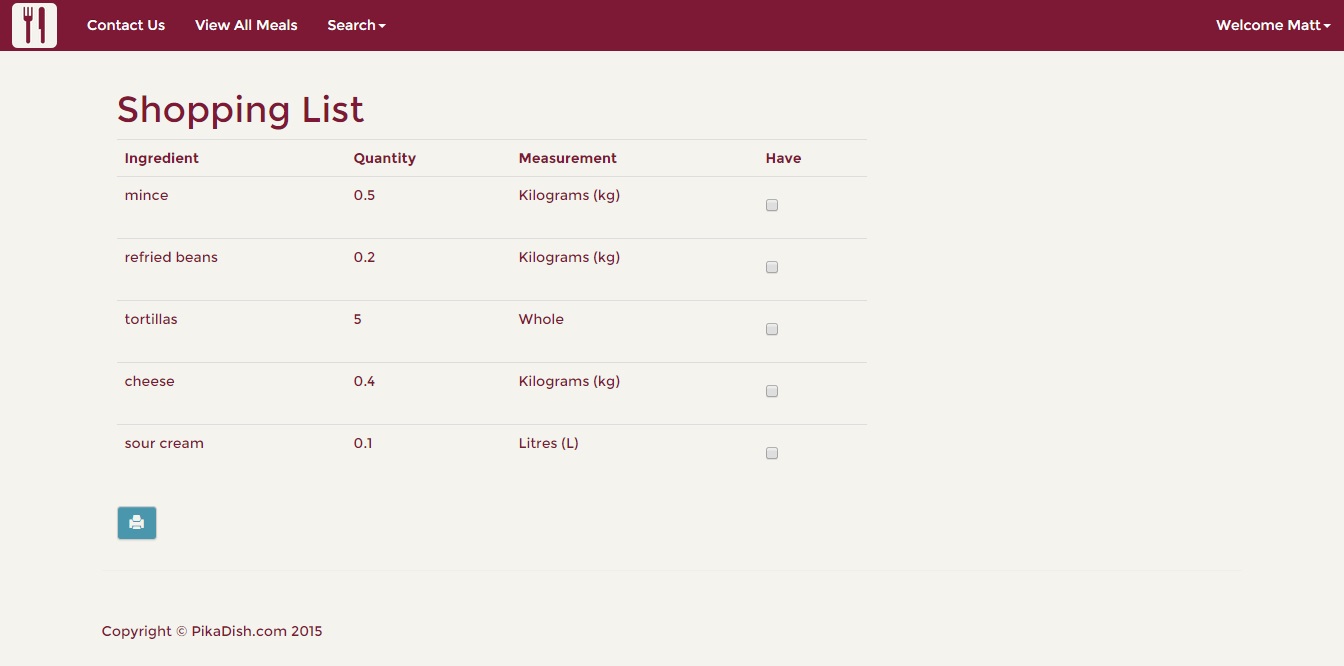 Contact Us View All Meals Search Welcome Matt
Shopping List
Ingredient Quantity Measurement Have
mince 0.5 Kilograms (kg)
refried beans 0.2 Kilograms (kg)
tortillas 5 Whole
cheese 0.4 Kilograms (kg)
sour cream 0.1 Litres (L)
Copyright © PikaDish.com 2015